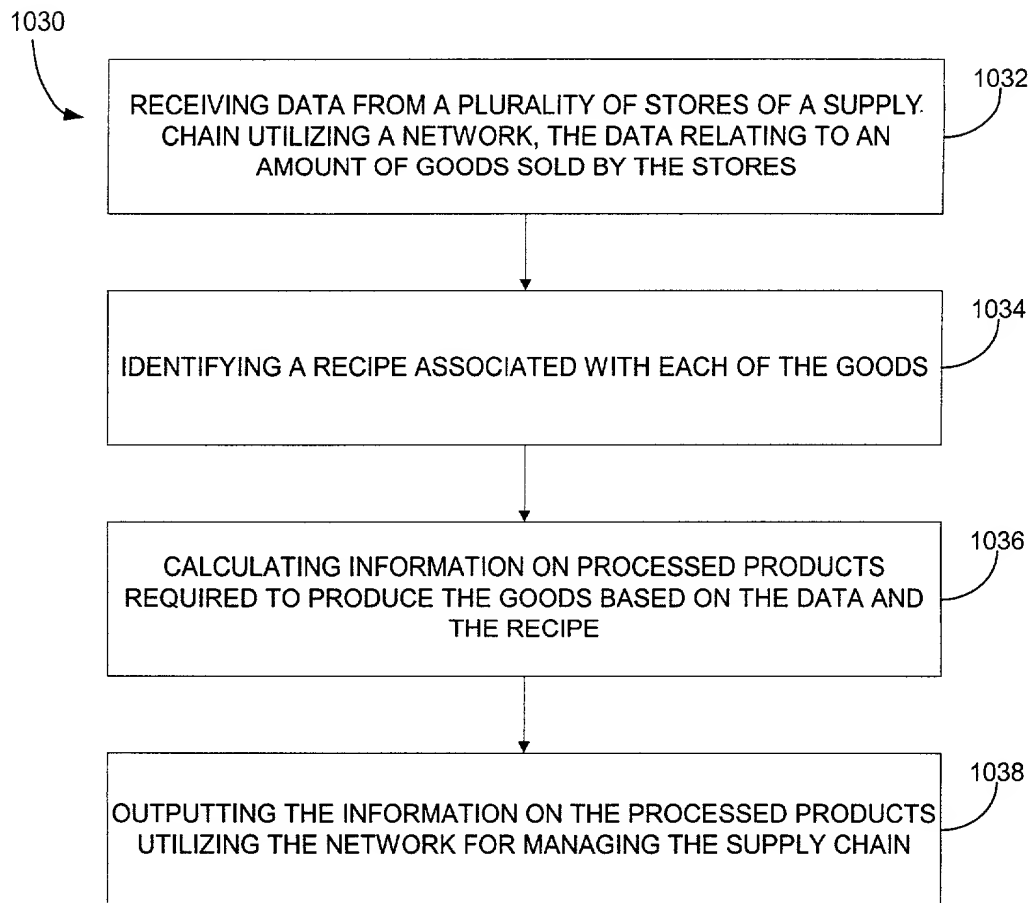 1030
1032
RECEIVING DATA FROM A PLURALITY OF STORES OF A SUPPLY
CHAIN UTILIZING A NETWORK, THE DATA RELATING TO AN
AMOUNT OF GOODS SOLD BY THE STORES
1034
IDENTIFYING A RECIPE ASSOCIATED WITH EACH OF THE GOODS
1036
CALCULATING INFORMATION ON PROCESSED PRODUCTS
REQUIRED TO PRODUCE THE GOODS BASED ON THE DATA AND
THE RECIPE
1038
OUTPUTTING THE INFORMATION ON THE PROCESSED PRODUCTS
UTILIZING THE NETWORK FOR MANAGING THE SUPPLY CHAIN